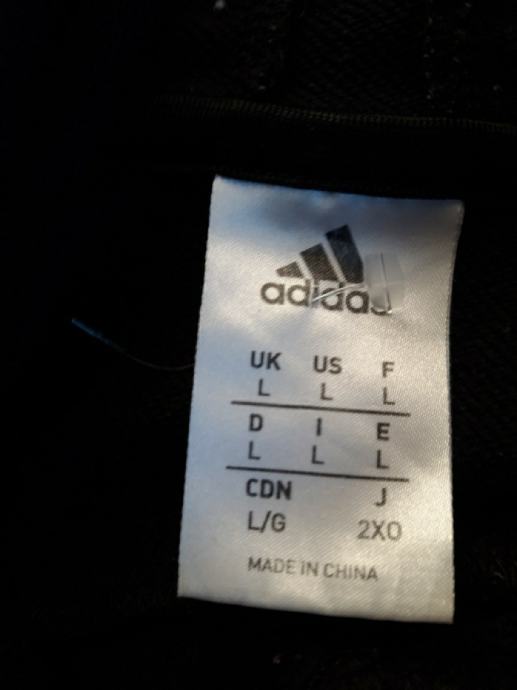 adidas
UK US F
L L L
D I E
L L L
CDN J
L/G 2XO
MADE IN CHINA